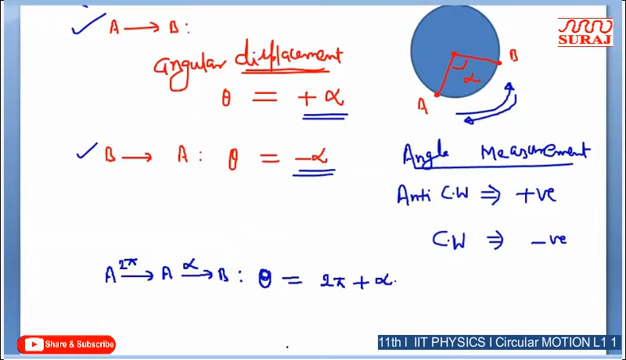 A → B:
angular displacement
θ = + α
B → A : θ = -α
A 2π→ A α→ B : θ = 2π + α.
SURAJ
B
α
A
Angle Measurement
Anti C.W ⇒ +ve
C.W ⇒ -ve
Share & Subscribe
11th I IIT PHYSICS I Circular MOTION L1 1